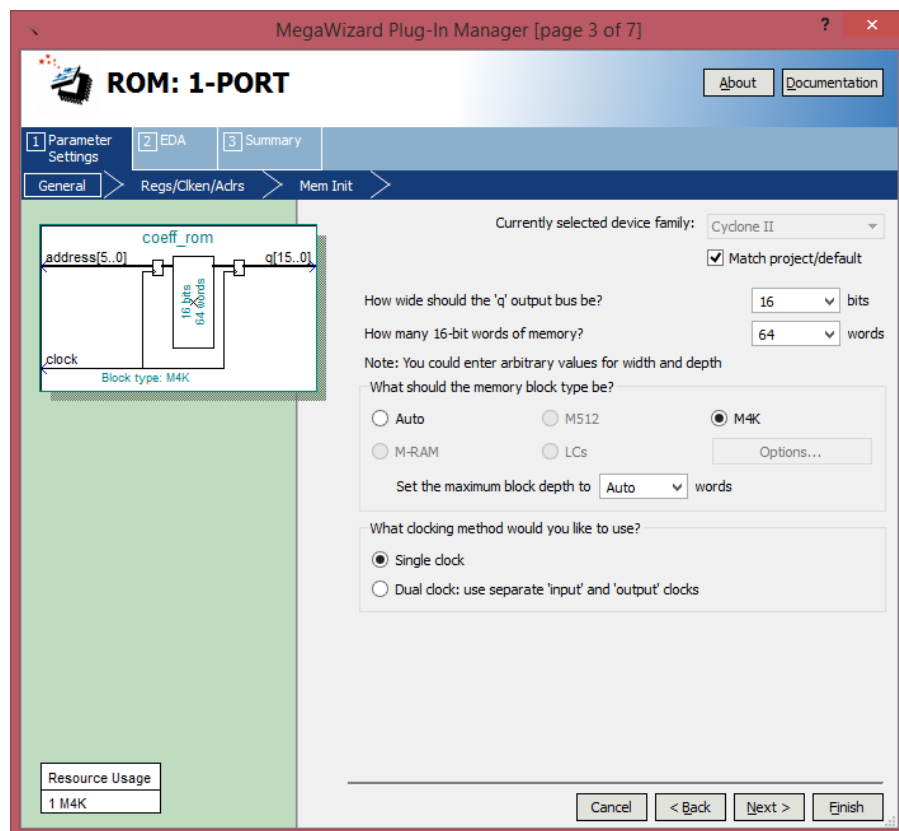 MegaWizard Plug-In Manager [page 3 of 7]
?
×
ROM: 1-PORT
About
Documentation
1 Parameter Settings
2 EDA
3 Summary
General
Regs/Clken/Aclrs
Mem Init
coeff_rom
address[5..0]
q[15..0]
16 bits
64 words
clock
Block type: M4K
Currently selected device family:
Cyclone II
Match project/default
How wide should the 'q' output bus be?
16
bits
How many 16-bit words of memory?
64
words
Note: You could enter arbitrary values for width and depth
What should the memory block type be?
Auto
M512
M4K
M-RAM
LCs
Options...
Set the maximum block depth to
Auto
words
What clocking method would you like to use?
Single clock
Dual clock: use separate 'input' and 'output' clocks
Resource Usage
1 M4K
Cancel
< Back
Next >
Finish